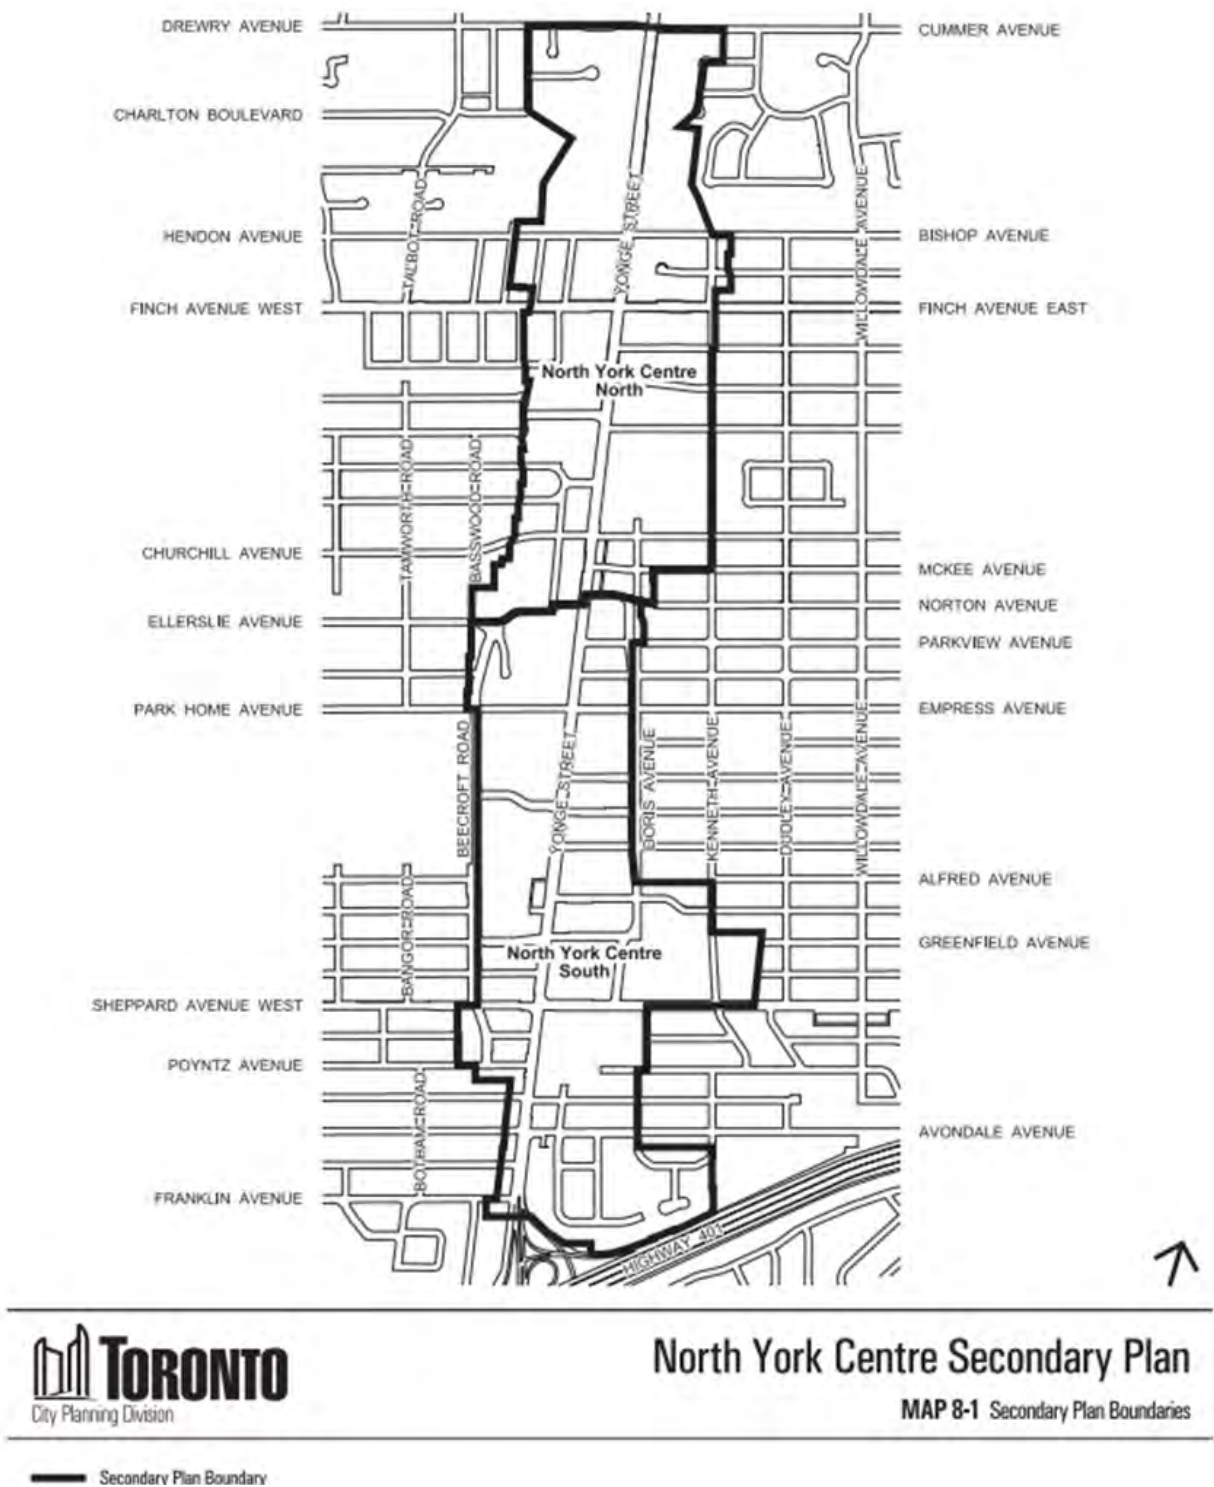 DREWRY AVENUE
CUMMER AVENUE
CHARLTON BOULEVARD
TALBOT ROAD
YONGE STREET
WILLOWDALE AVENUE
HENDON AVENUE
BISHOP AVENUE
FINCH AVENUE WEST
FINCH AVENUE EAST
North York Centre
North
TAMWORTH ROAD
BASSWOOD ROAD
CHURCHILL AVENUE
MCKEE AVENUE
NORTON AVENUE
ELLERSLIE AVENUE
PARKVIEW AVENUE
PARK HOME AVENUE
EMPRESS AVENUE
BEECROFT ROAD
YONGE STREET
DORIS AVENUE
KENNETH AVENUE
DUDLEY AVENUE
WILLOWDALE AVENUE
ALFRED AVENUE
BANGOR ROAD
GREENFIELD AVENUE
North York Centre
South
SHEPPARD AVENUE WEST
POYNTZ AVENUE
BOTHAM ROAD
AVONDALE AVENUE
FRANKLIN AVENUE
HIGHWAY 401
TORONTO
City Planning Division
North York Centre Secondary Plan
MAP 8-1 Secondary Plan Boundaries
Secondary Plan Boundary